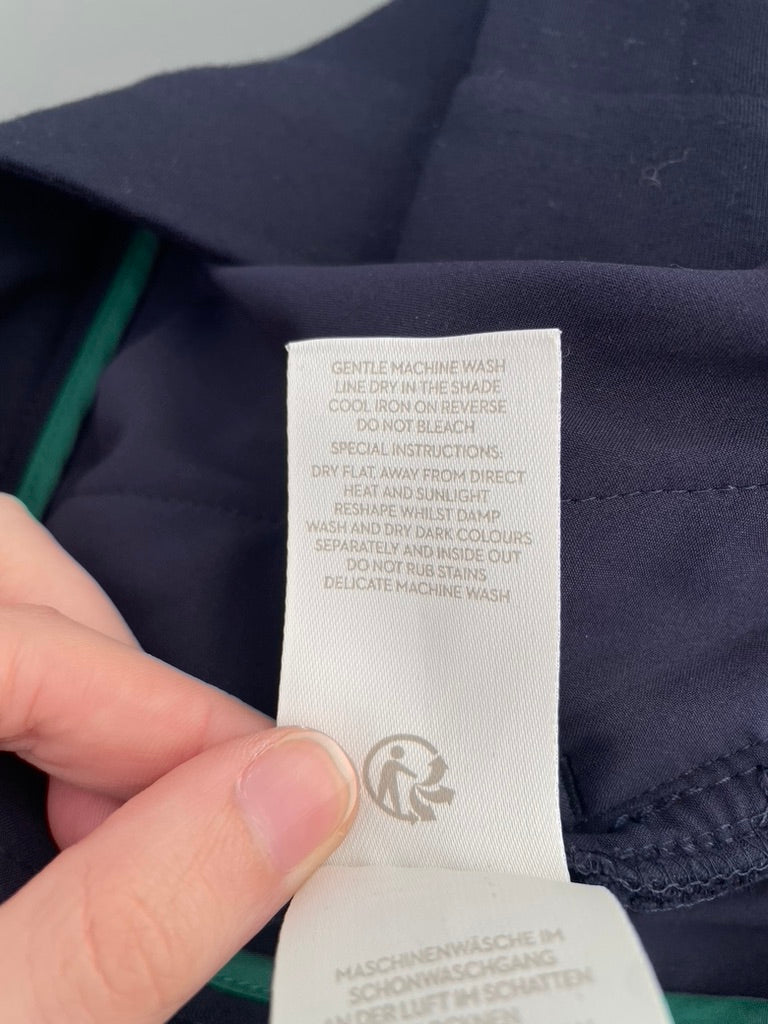 GENTLE MACHINE WASH
LINE DRY IN THE SHADE
COOL IRON ON REVERSE
DO NOT BLEACH
SPECIAL INSTRUCTIONS:
DRY FLAT, AWAY FROM DIRECT
HEAT AND SUNLIGHT
RESHAPE WHILST DAMP
WASH AND DRY DARK COLOURS
SEPARATELY AND INSIDE OUT
DO NOT RUB STAINS
DELICATE MACHINE WASH
MASCHINENWÄSCHE IM
SCHONWASCHGANG
AN DER LUFT IM SCHATTEN